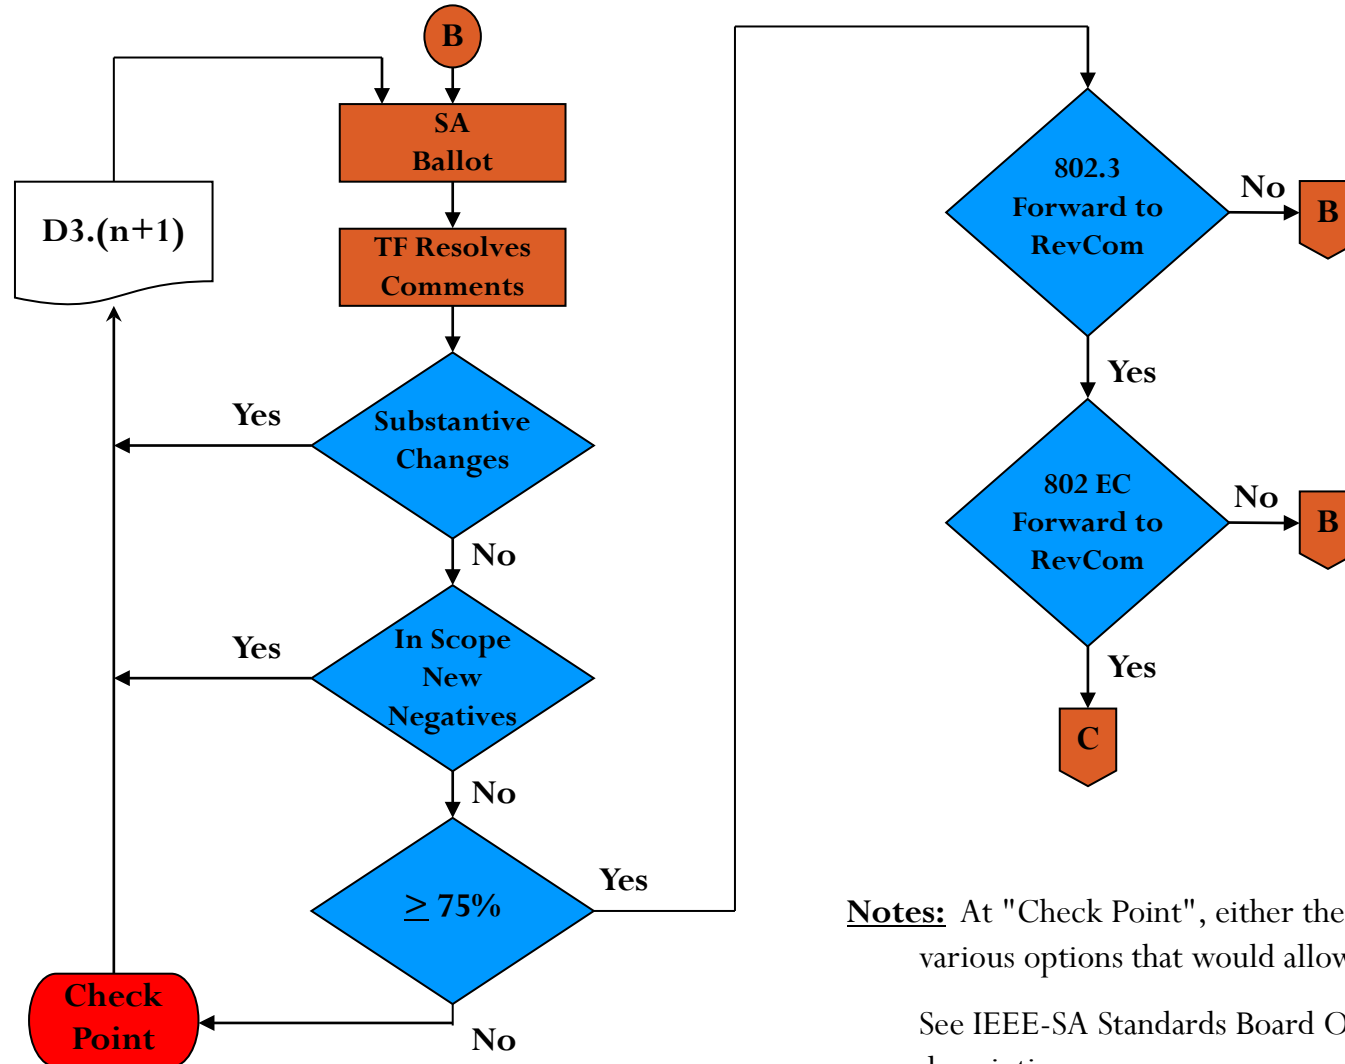 B
SA
Ballot
D3.(n+1)
TF Resolves
Comments
Yes
Substantive
Changes
No
Yes
In Scope
New
Negatives
No
≥ 75%
Yes
Check
Point
No
802.3
Forward to
RevCom
No
B
Yes
802 EC
Forward to
RevCom
No
B
Yes
C
Notes: At "Check Point", either the
various options that would allow
See IEEE-SA Standards Board O